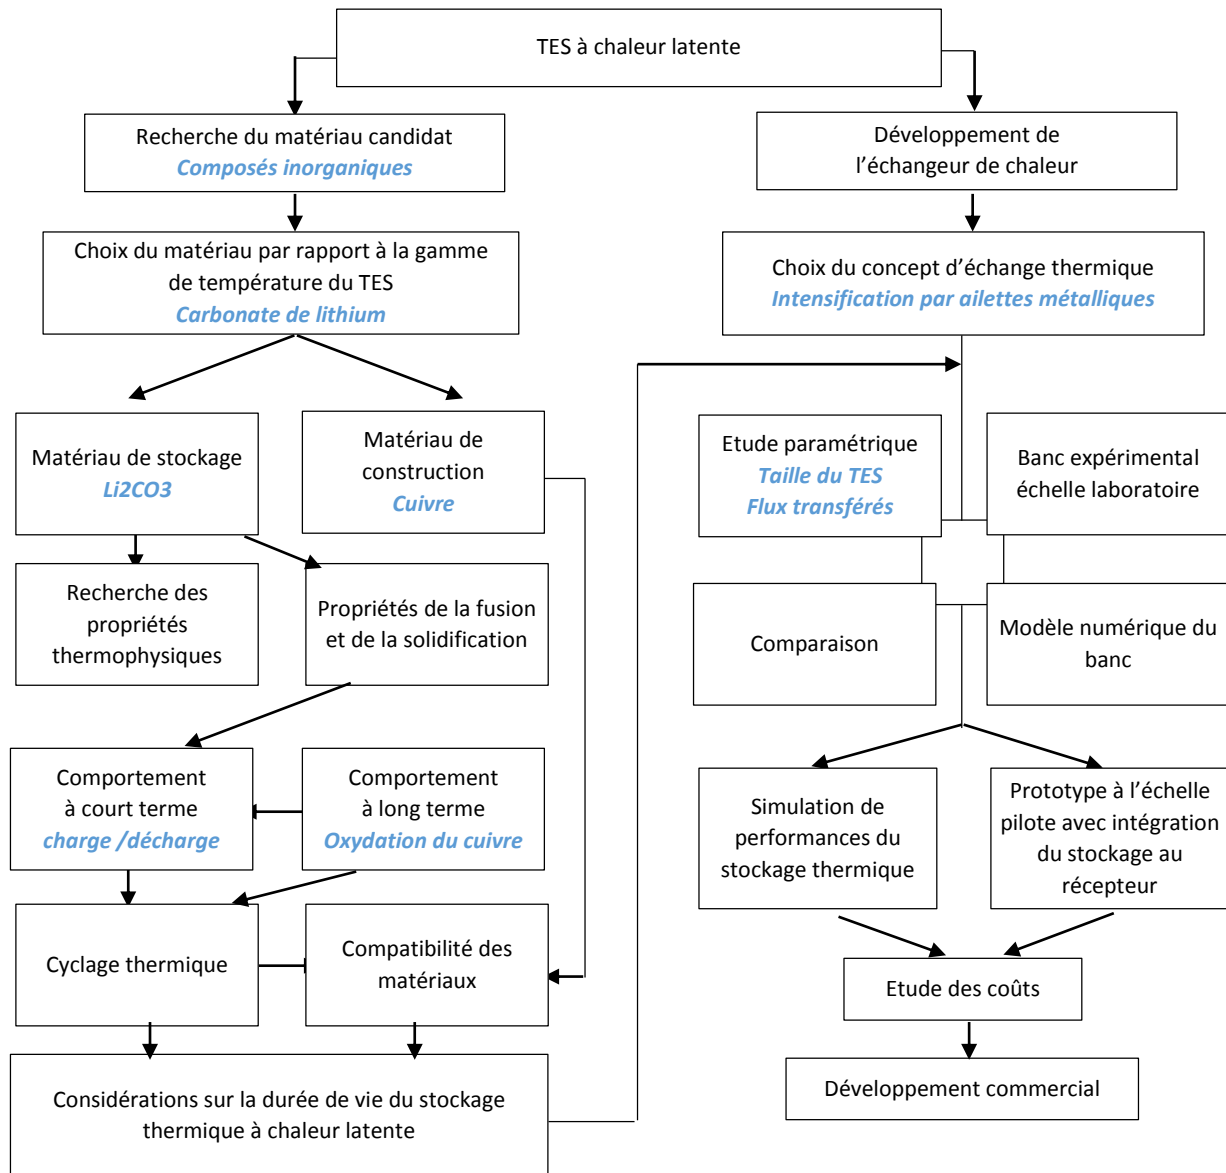 TES à chaleur latente
Recherche du matériau candidat
Composés inorganiques
Développement de
l'échangeur de chaleur
Choix du matériau par rapport à la gamme
de température du TES
Carbonate de lithium
Choix du concept d'échange thermique
Intensification par ailettes métalliques
Matériau de stockage
Li2CO3
Matériau de
construction
Cuivre
Etude paramétrique
Taille du TES
Flux transférés
Banc expérimental
échelle laboratoire
Recherche des
propriétés
thermophysiques
Propriétés de la fusion
et de la solidification
Comparaison
Modèle numérique du
banc
Comportement
à court terme
charge /décharge
Comportement
à long terme
Oxydation du cuivre
Simulation de
performances du
stockage thermique
Prototype à l'échelle
pilote avec intégration
du stockage au
récepteur
Cyclage thermique
Compatibilité des
matériaux
Etude des coûts
Considérations sur la durée de vie du stockage
thermique à chaleur latente
Développement commercial